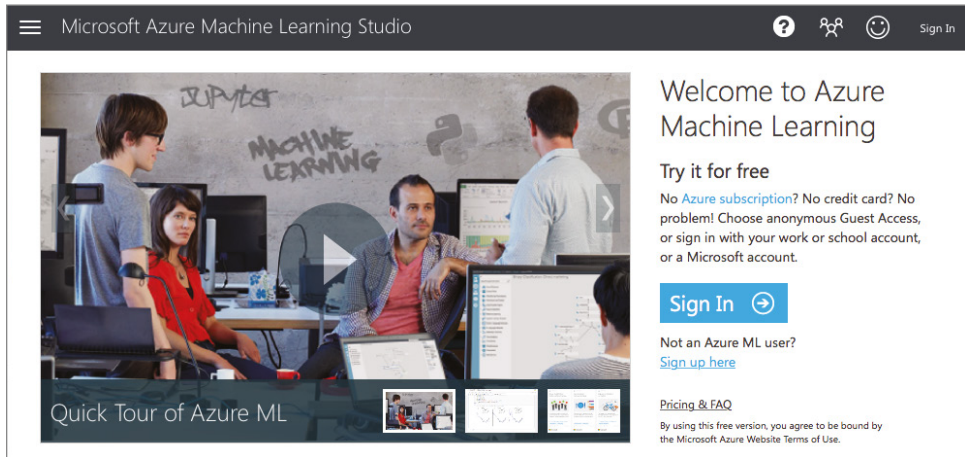 Microsoft Azure Machine Learning Studio
Sign In
JUPyter
MACHINE
LEARNING
R
Welcome to Azure
Machine Learning
Try it for free
No Azure subscription? No credit card? No
problem! Choose anonymous Guest Access,
or sign in with your work or school account,
or a Microsoft account.
Sign In
Not an Azure ML user?
Sign up here
Quick Tour of Azure ML
Pricing & FAQ
By using this free version, you agree to be bound by
the Microsoft Azure Website Terms of Use.